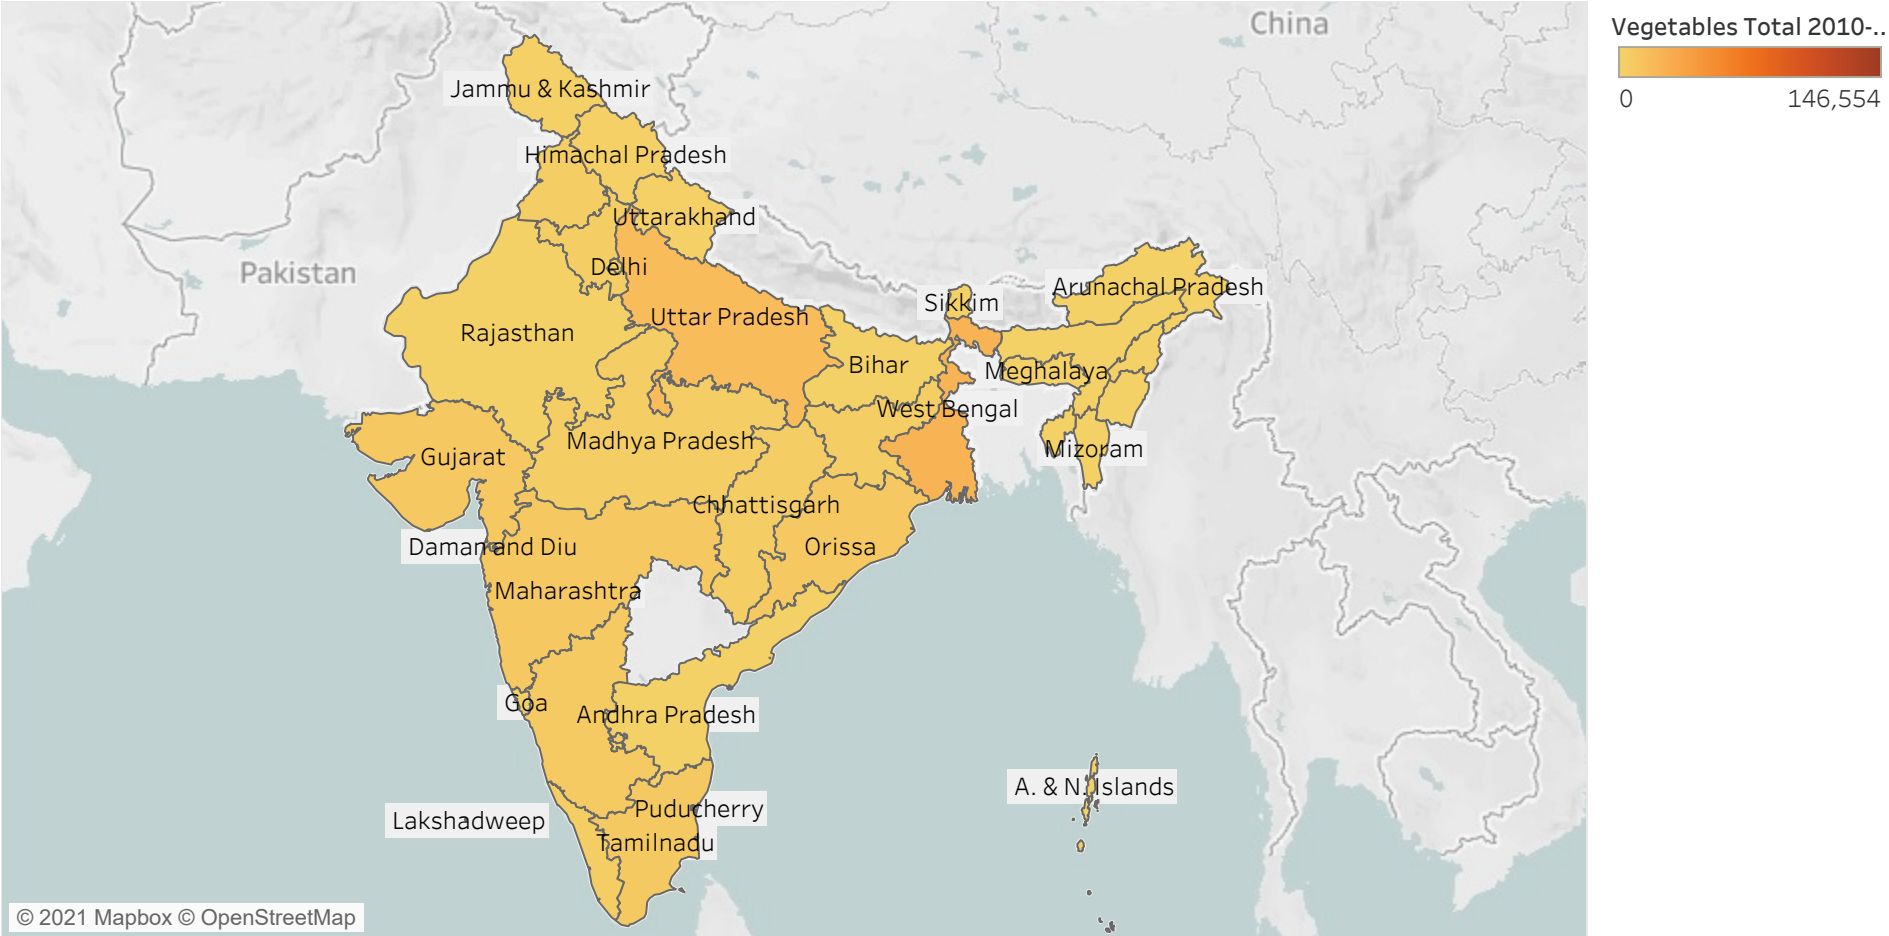 China
Vegetables Total 2010-..
0
146,554
Jammu & Kashmir
Himachal Pradesh
Uttarakhand
Pakistan
Delhi
Arunachal Pradesh
Sikkim
Uttar Pradesh
Rajasthan
Bihar
Meghalaya
West Bengal
Madhya Pradesh
Mizoram
Gujarat
Chhattisgarh
Daman and Diu
Orissa
Maharashtra
Goa
Andhra Pradesh
A. & N. Islands
Puducherry
Lakshadweep
Tamilnadu
© 2021 Mapbox © OpenStreetMap